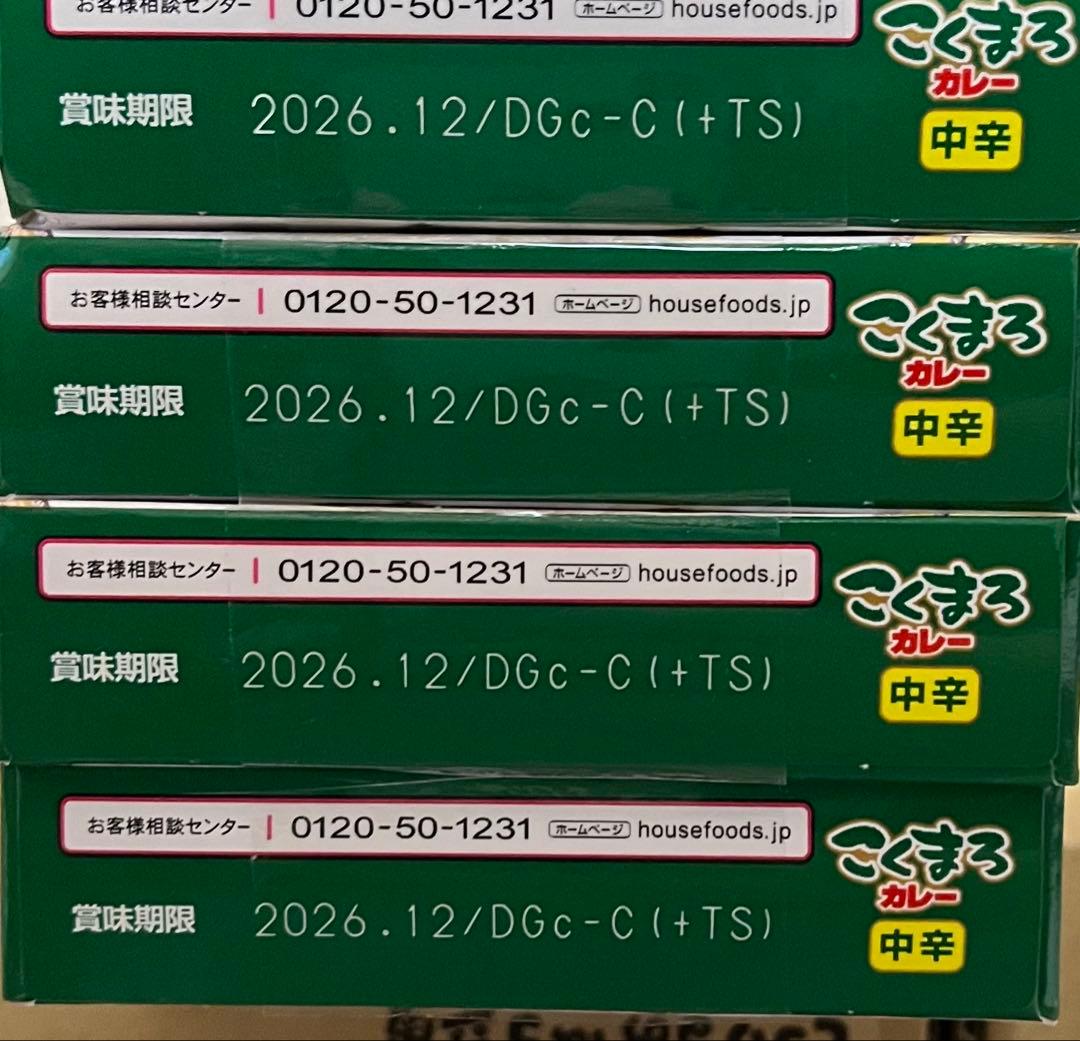 お客様相談センター 0120-50-1231 ホームページ housefoods.jp
こくまろ
カレー
中辛
賞味期限 2026.12/DGc-C(+TS)
お客様相談センター 0120-50-1231 ホームページ housefoods.jp
こくまろ
カレー
中辛
賞味期限 2026.12/DGc-C(+TS)
お客様相談センター 0120-50-1231 ホームページ housefoods.jp
こくまろ
カレー
中辛
賞味期限 2026.12/DGc-C(+TS)
お客様相談センター 0120-50-1231 ホームページ housefoods.jp
こくまろ
カレー
中辛
賞味期限 2026.12/DGc-C(+TS)